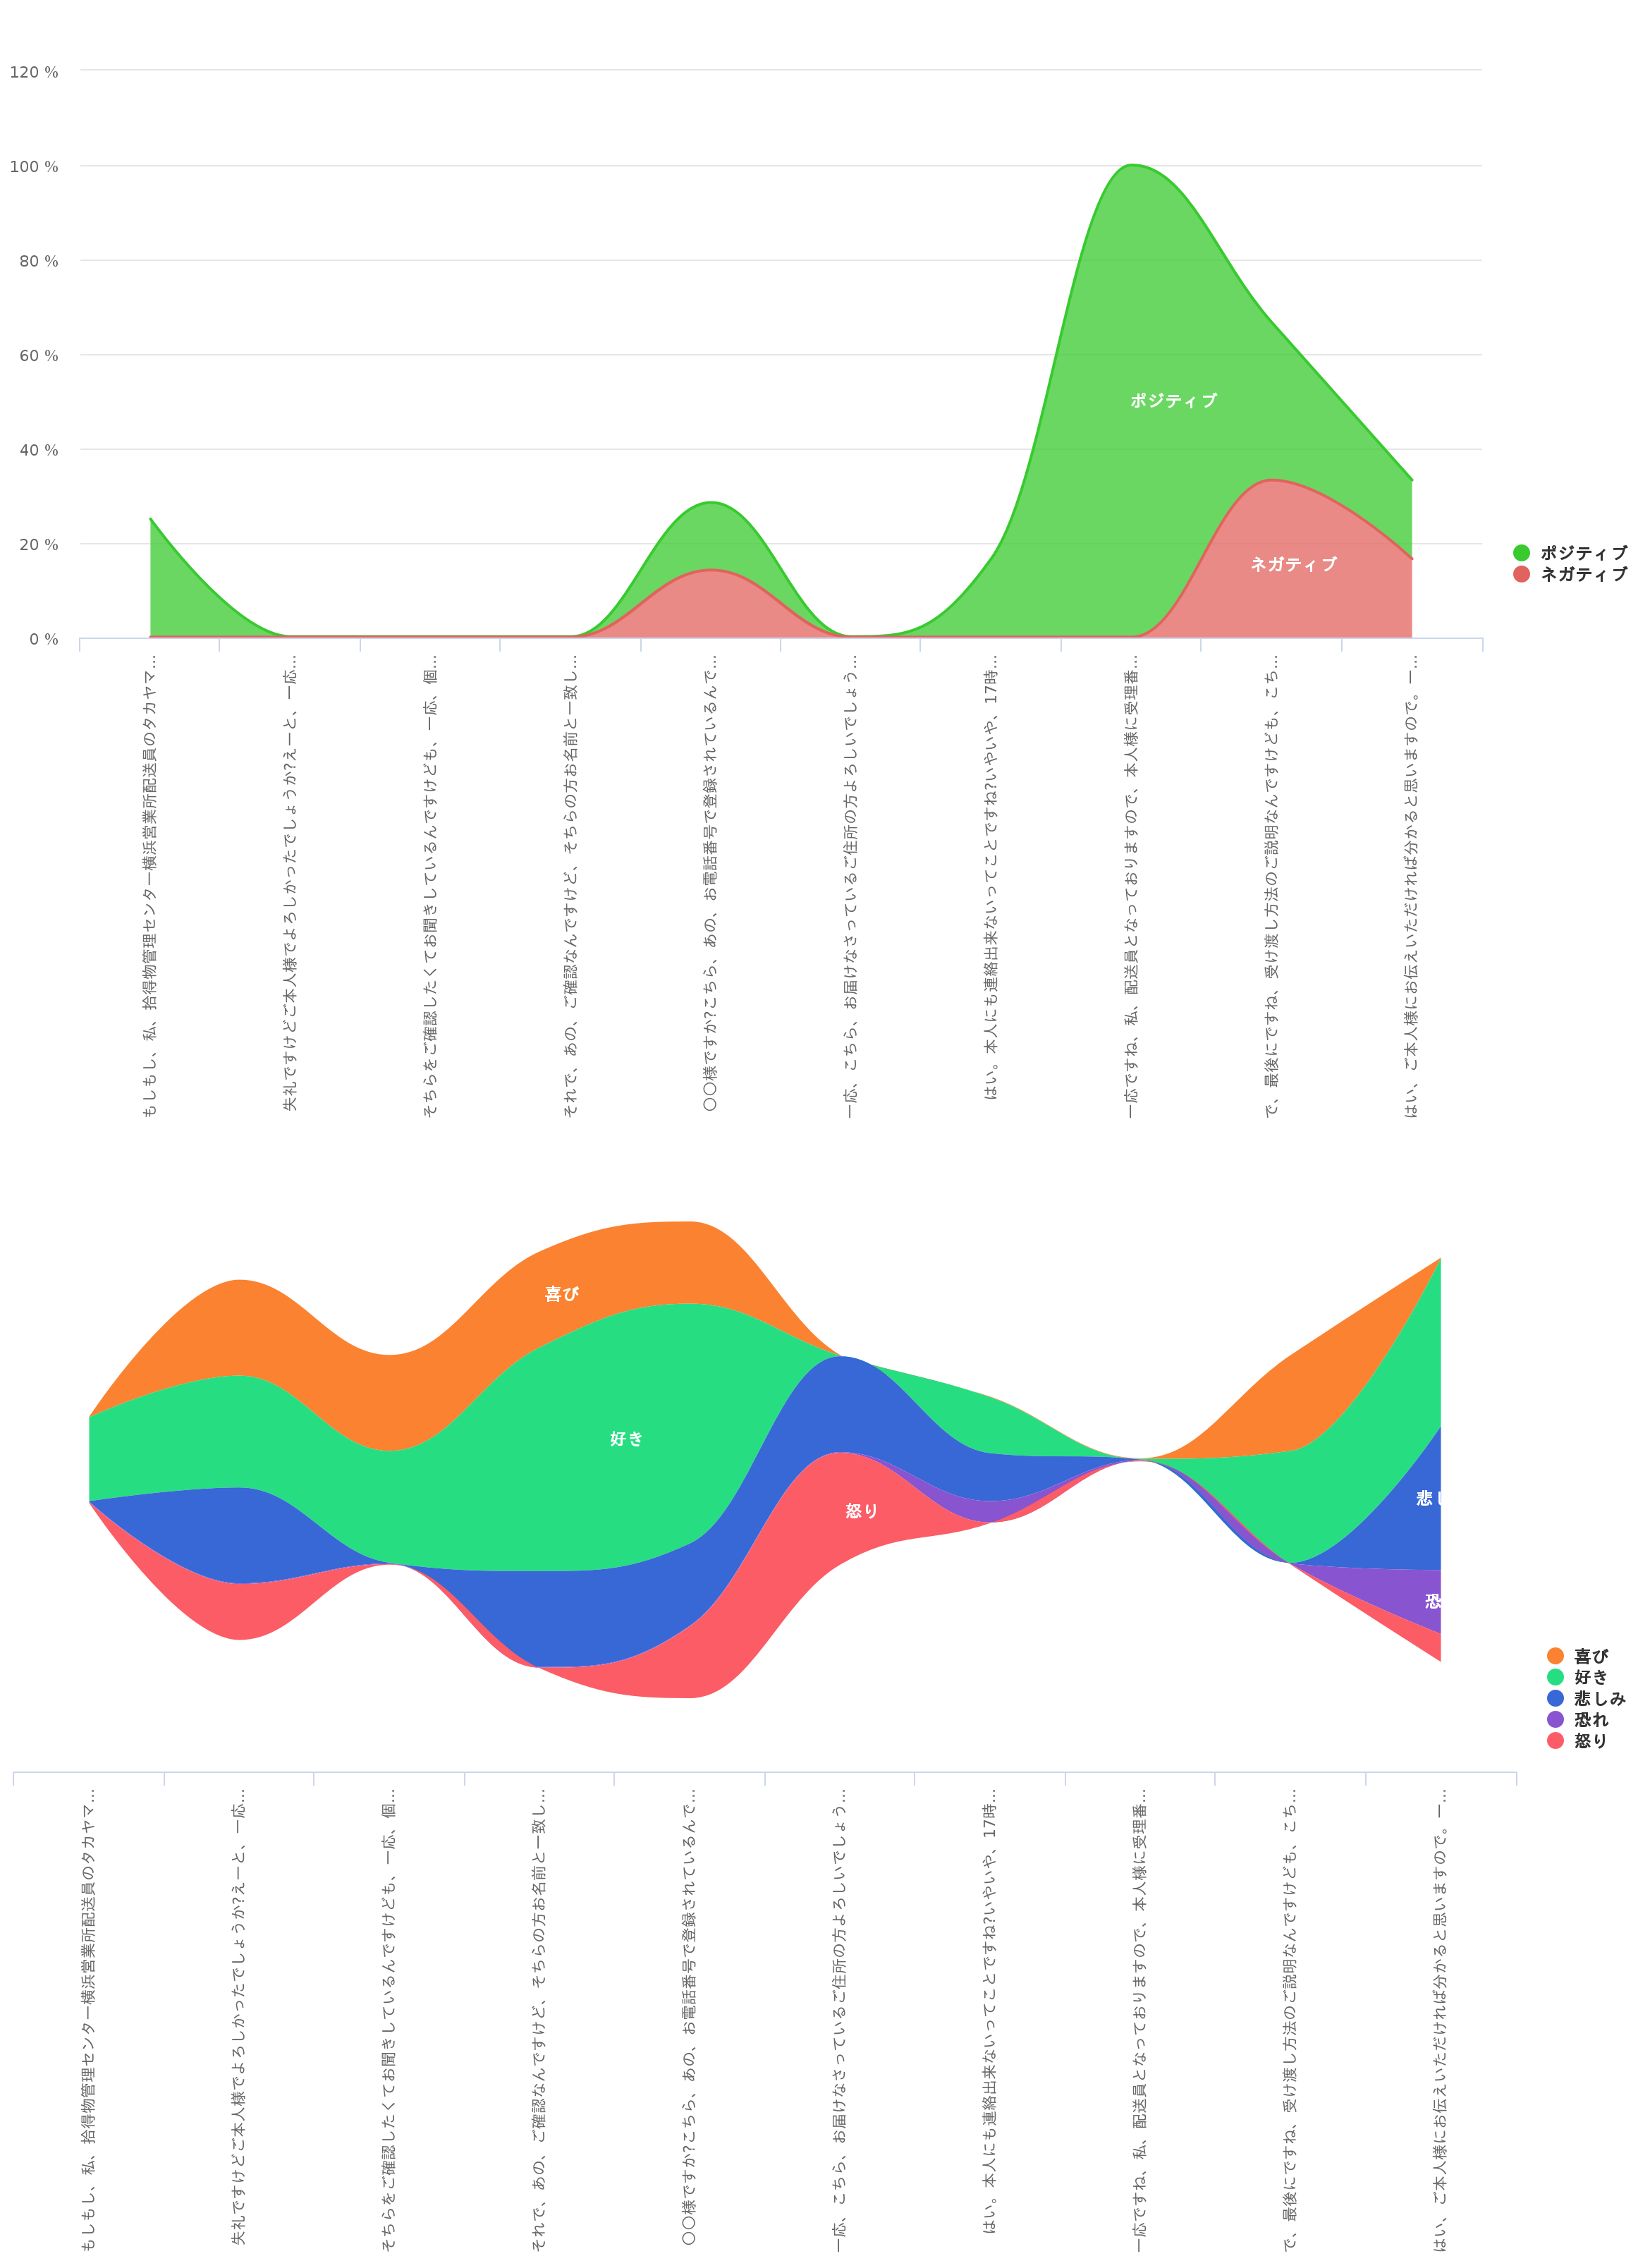 120 %
100 %
80 %
60 %
40 %
20 %
0 %
ポジティブ
ネガティブ
ポジティブ
ネガティブ
もしもし、私、拾得物管理センター横浜営業所配送員のタカヤマ…
失礼ですけどご本人様でよろしかったでしょうか?えーと、一応…
そちらをご確認したくてお聞きしているんですけども、一応、個…
それで、あの、ご確認なんですけど、そちらの方お名前と一致し…
〇〇様ですか?こちら、あの、お電話番号で登録されているんで…
一応、こちら、お届けなさっているご住所の方よろしいでしょう…
はい。本人にも連絡出来ないってことですね?いやいや、17時…
一応ですね、私、配送員となっておりますので、本人様に受理番…
で、最後にですね、受け渡し方法のご説明なんですけども、こち…
はい、ご本人様にお伝えいただければ分かると思いますので。一…
喜び
好き
怒り
悲し
恐
喜び
好き
悲しみ
恐れ
怒り
もしもし、私、拾得物管理センター横浜営業所配送員のタカヤマ…
失礼ですけどご本人様でよろしかったでしょうか?えーと、一応…
そちらをご確認したくてお聞きしているんですけども、一応、個…
それで、あの、ご確認なんですけど、そちらの方お名前と一致し…
〇〇様ですか?こちら、あの、お電話番号で登録されているんで…
一応、こちら、お届けなさっているご住所の方よろしいでしょう…
はい。本人にも連絡出来ないってことですね?いやいや、17時…
一応ですね、私、配送員となっておりますので、本人様に受理番…
で、最後にですね、受け渡し方法のご説明なんですけども、こち…
はい、ご本人様にお伝えいただければ分かると思いますので。一…